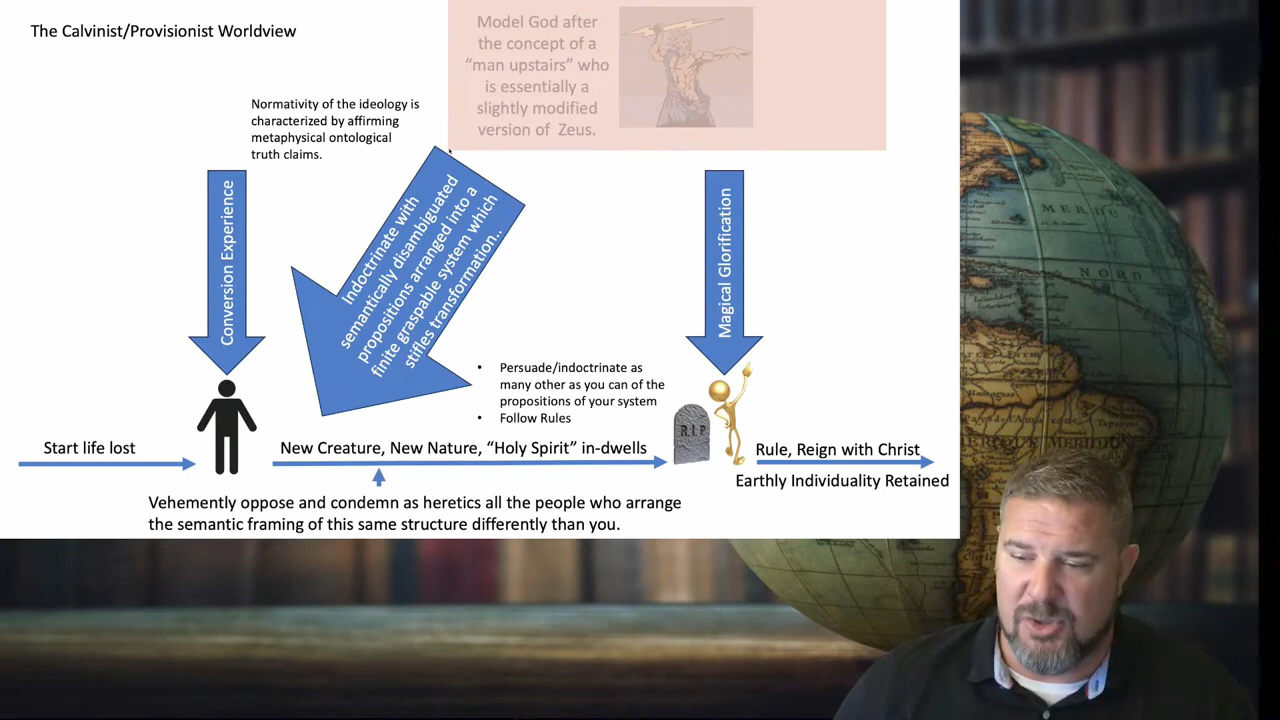 The Calvinist/Provisionist Worldview
Model God after
the concept of a
“man upstairs” who
is essentially a
slightly modified
version of Zeus.
Normativity of the ideology is
characterized by affirming
metaphysical ontological
truth claims.
Conversion Experience
Indoctrinate with
semantically disambiguated
propositions arranged into a
finite graspable system which
stifles transformation..
Magical Glorification
• Persuade/indoctrinate as
many other as you can of the
propositions of your system
• Follow Rules
R.I.P
Start life lost
New Creature, New Nature, “Holy Spirit” in-dwells
Rule, Reign with Christ
Earthly Individuality Retained
Vehemently oppose and condemn as heretics all the people who arrange
the semantic framing of this same structure differently than you.
MERDU
NORD